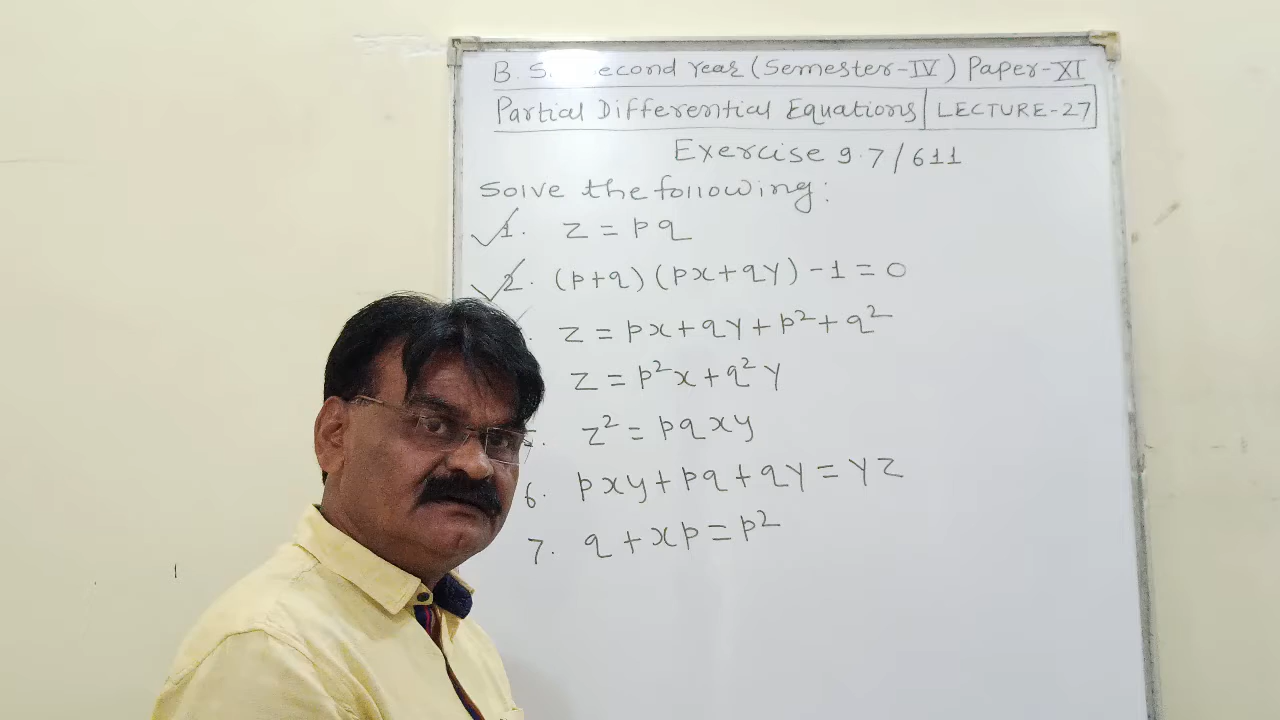 B. S. econd Year (Semester-IV) Paper-XI
Partial Differential Equations | LECTURE-27
Exercise 9.7/611
Solve the following:
1. z = pq
2. (p+q)(px+qy)-1=0
z = px+qy+p²+q²
z = p²x+q²y
z² = pqxy
6. pxy+pq+qy=yz
7. q+xp=p²